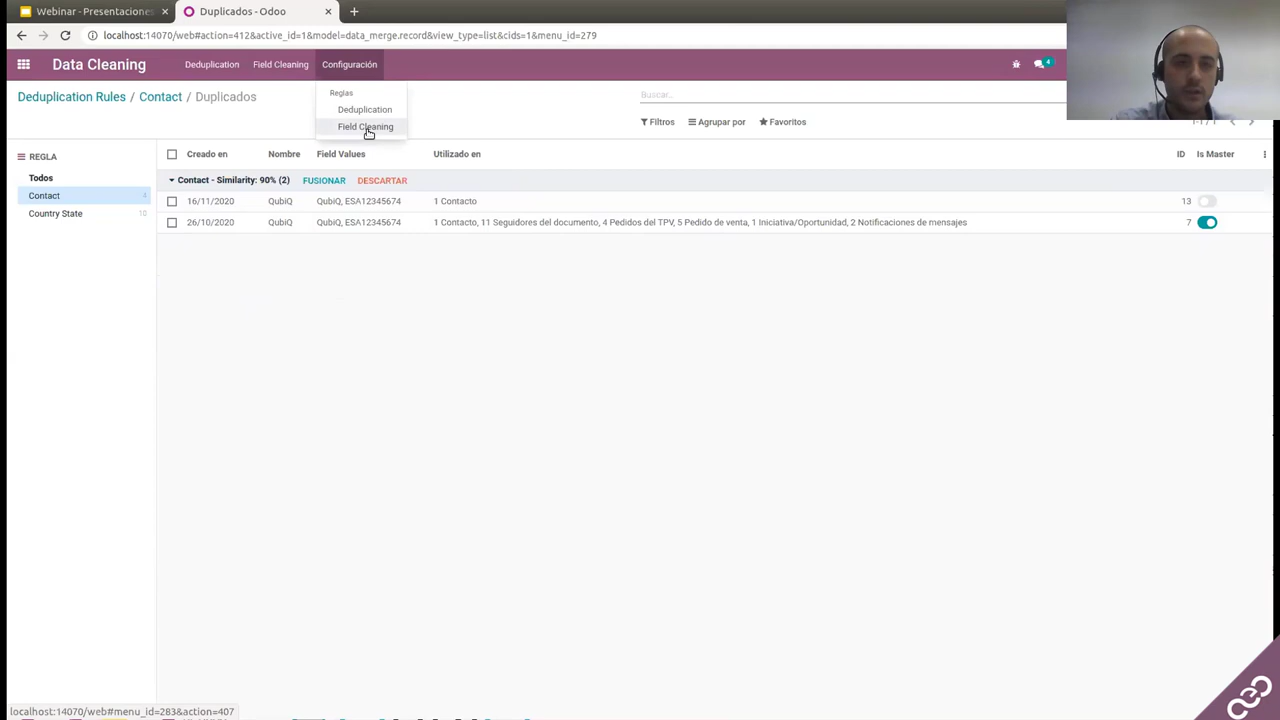 Webinar - Presentaciones
Duplicados - Odoo
localhost:14070/web#action=412&active_id=1&model=data_merge.record&view_type=list&cids=1&menu_id=279
Data Cleaning
Deduplication
Field Cleaning
Configuración
4
Deduplication Rules / Contact / Duplicados
Reglas
Deduplication
Field Cleaning
Buscar...
Filtros
Agrupar por
Favoritos
REGLA
Todos
Contact 4
Country State 10
Creado en Nombre Field Values Utilizado en ID Is Master
Contact - Similarity: 90% (2) FUSIONAR DESCARTAR
16/11/2020 QubiQ QubiQ, ESA12345674 1 Contacto 13
26/10/2020 QubiQ QubiQ, ESA12345674 1 Contacto, 11 Seguidores del documento, 4 Pedidos del TPV, 5 Pedido de venta, 1 Iniciativa/Oportunidad, 2 Notificaciones de mensajes 7
localhost:14070/web#menu_id=283&action=407